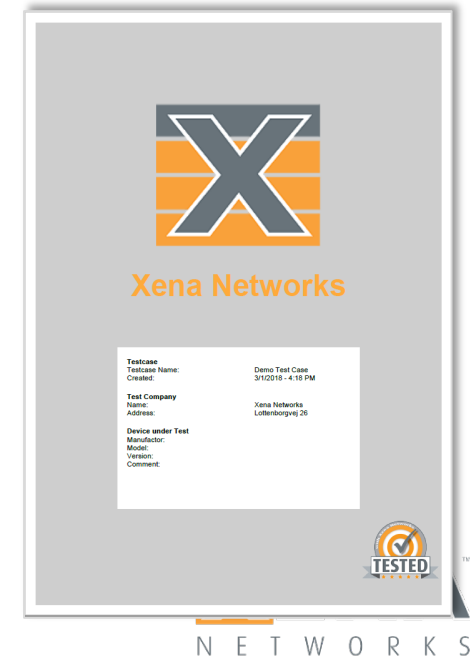 X
Xena Networks
Testcase
Testcase Name: Demo Test Case
Created: 3/1/2018 - 4:18 PM
Test Company
Name: Xena Networks
Address: Lottenborgvej 26
Device under Test
Manufactor:
Model:
Version:
Comment:
TESTED
TM
NETWORKS